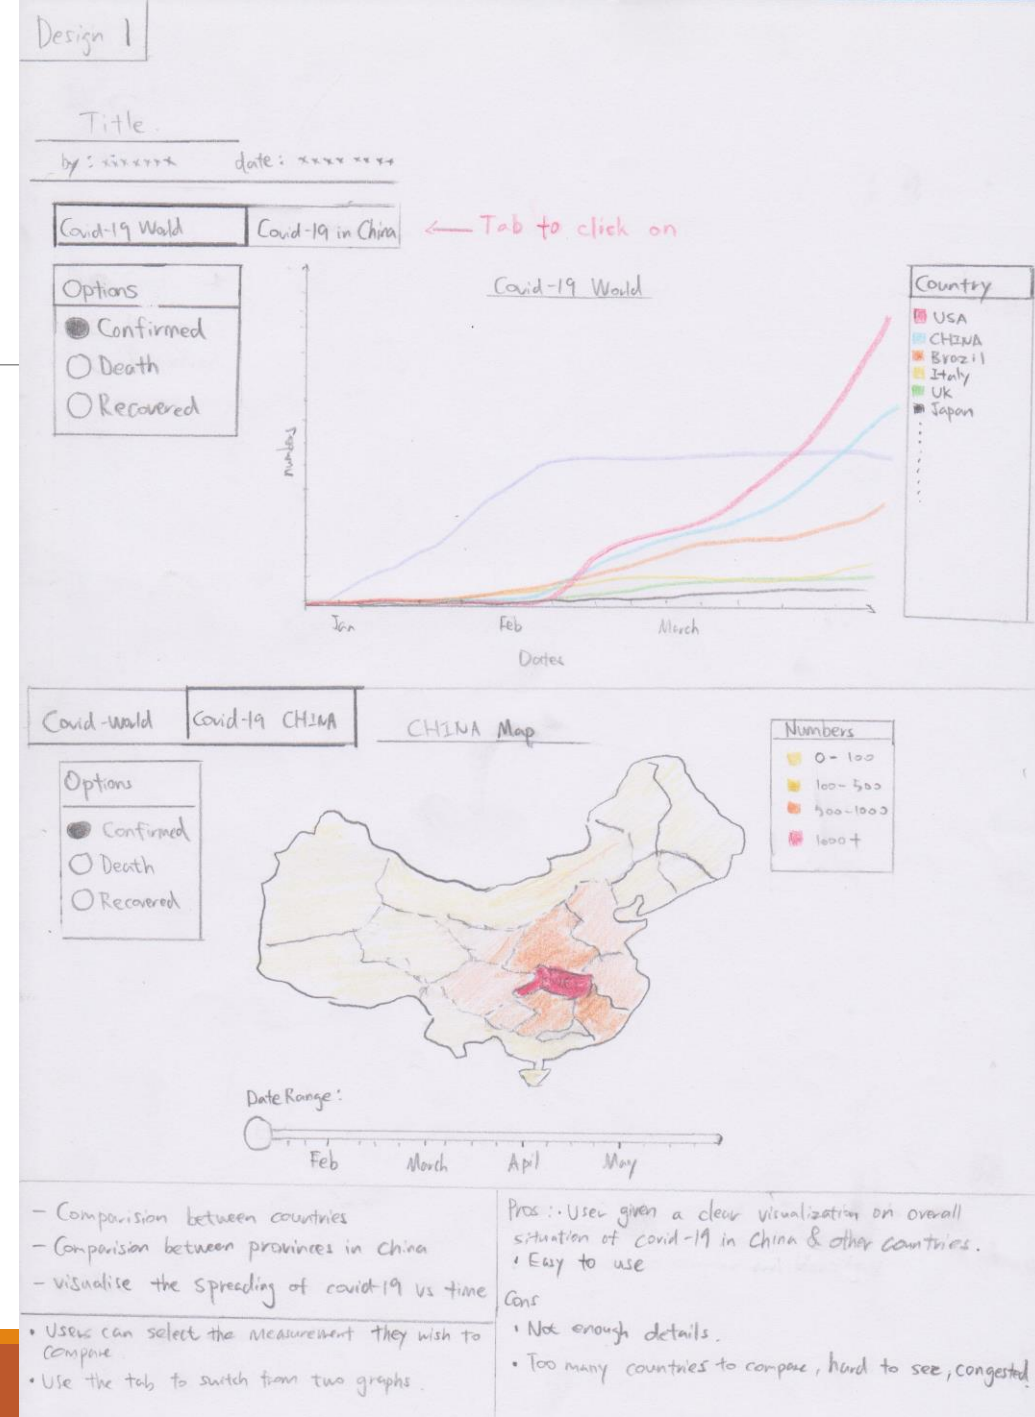 Design 1
Title.
by: xxxxxxx date: xxxx xxxx
Covid-19 World Covid-19 in China ← Tab to click on
Options
Confirmed
Death
Recovered
Covid-19 World
numbers
Jan Feb March
Dates
Country
USA
CHINA
Brazil
Italy
UK
Japan
Covid-world Covid-19 CHINA CHINA Map
Options
Confirmed
Death
Recovered
Numbers
0-100
100-500
500-1000
1000+
Date Range:
Feb March April May
- Comparision between countries
- Comparision between provinces in china
- visualise the spreading of covid-19 vs time
• Users can select the measurement they wish to
compare
• Use the tab to switch from two graphs.
Pros : • User given a clear visualization on overall
situation of covid-19 in China & other countries.
• Easy to use
Cons
• Not enough details.
• Too many countries to compare, hard to see, congested.